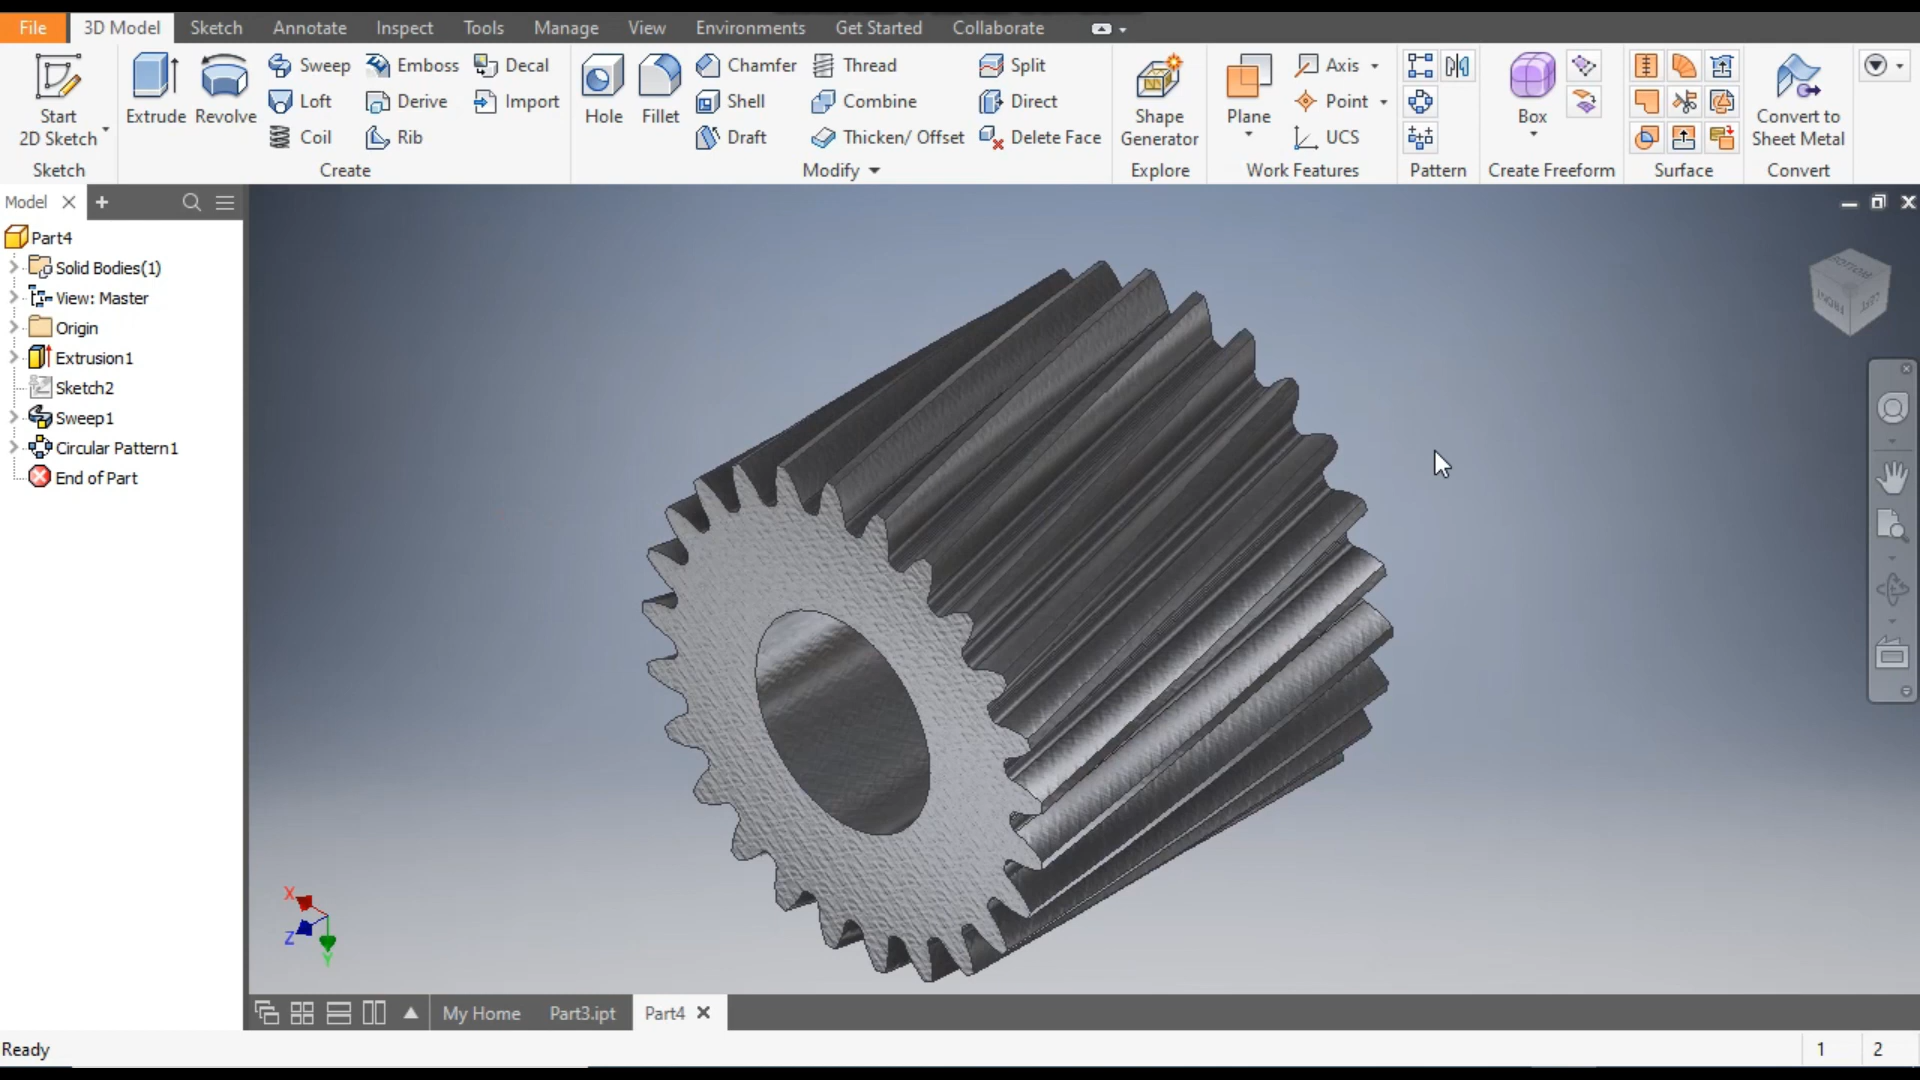 File 3D Model Sketch Annotate Inspect Tools Manage View Environments Get Started Collaborate
Start
2D Sketch
Sketch
Extrude
Revolve
Sweep
Loft
Coil
Emboss
Derive
Rib
Decal
Import
Create
Hole
Fillet
Chamfer
Shell
Draft
Thread
Combine
Thicken/ Offset
Split
Direct
Delete Face
Modify
Shape
Generator
Explore
Plane
Axis
Point
UCS
Work Features
Pattern
Box
Create Freeform
Surface
Convert to
Sheet Metal
Convert
Model
Part4
Solid Bodies(1)
View: Master
Origin
Extrusion1
Sketch2
Sweep1
Circular Pattern1
End of Part
BOTTOM
FRONT
LEFT
X
Z
Y
My Home Part3.ipt Part4
Ready 1 2